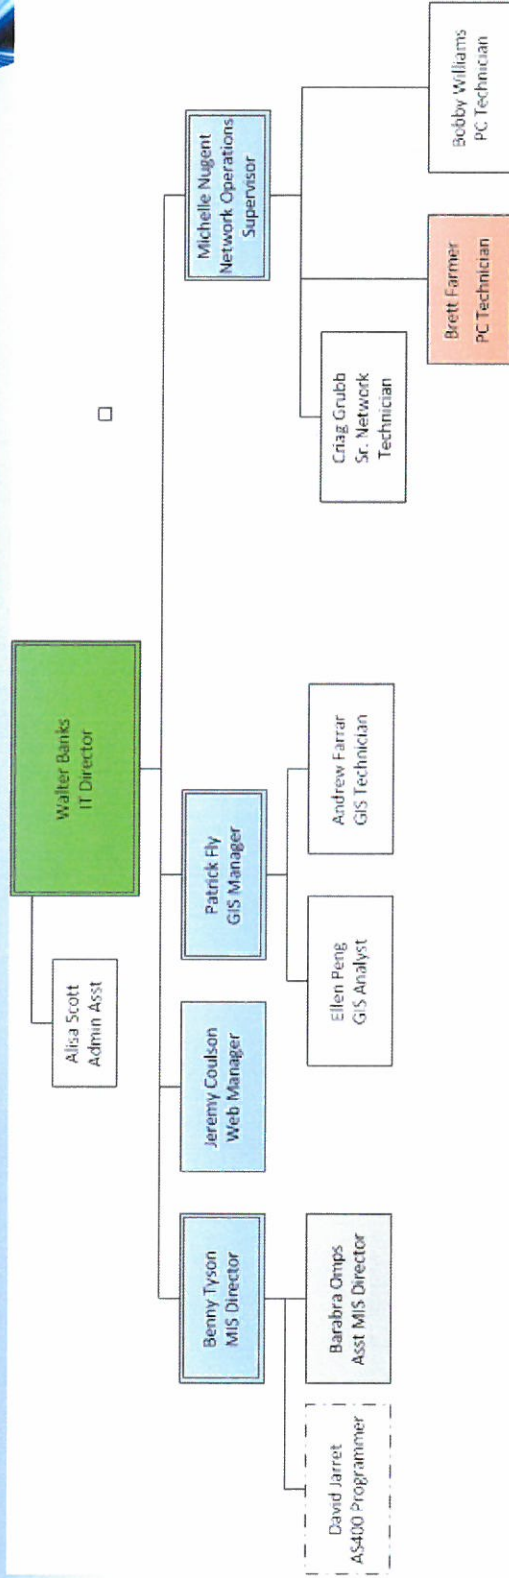 Walter Banks
IT Director
Alisa Scott
Admin Asst
Benny Tyson
MIS Director
Jeremy Coulson
Web Manager
Patrick Fly
GIS Manager
Michelle Nugent
Network Operations
Supervisor
David Jarret
AS400 Programmer
Barabra Omps
Asst MIS Director
Ellen Peng
GIS Analyst
Andrew Farrar
GIS Technician
Criag Grubb
Sr. Network
Technician
Brett Farmer
PC Technician
Bobby Williams
PC Technician